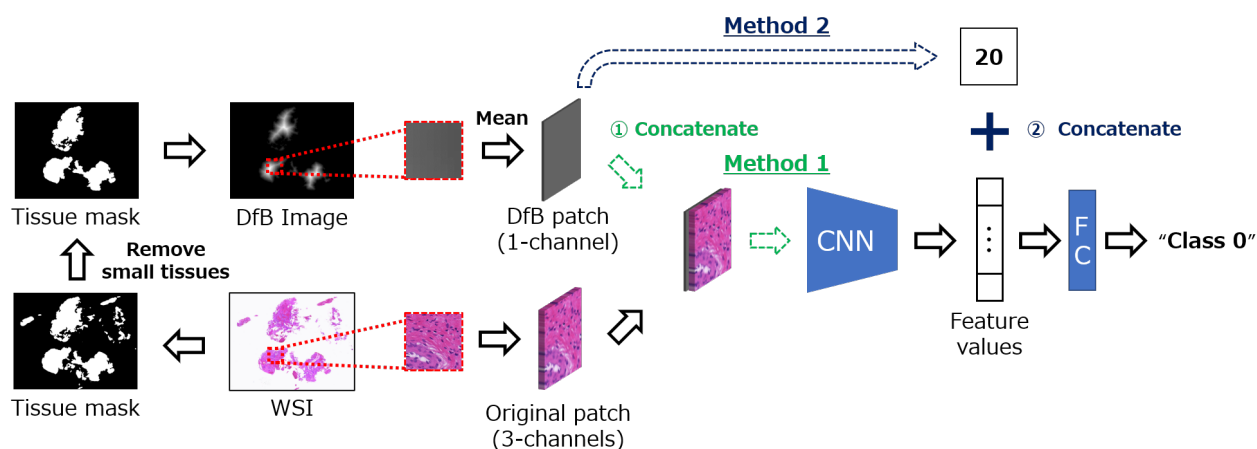 Method 2
20
Mean
① Concatenate
② Concatenate
Method 1
Tissue mask
DfB Image
DfB patch
(1-channel)
CNN
FC
“Class 0”
Remove
small tissues
Feature
values
Tissue mask
WSI
Original patch
(3-channels)